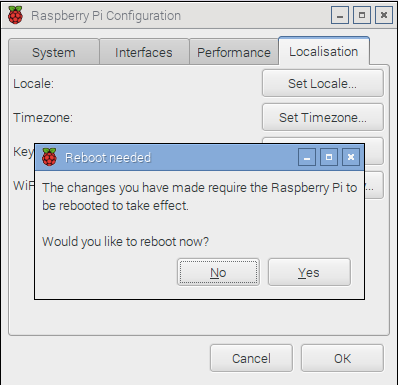 Raspberry Pi Configuration
System Interfaces Performance Localisation
Locale: Set Locale...
Timezone: Set Timezone...
Key
Reboot needed
WiF
The changes you have made require the Raspberry Pi to
be rebooted to take effect.
Would you like to reboot now?
No Yes
Cancel OK